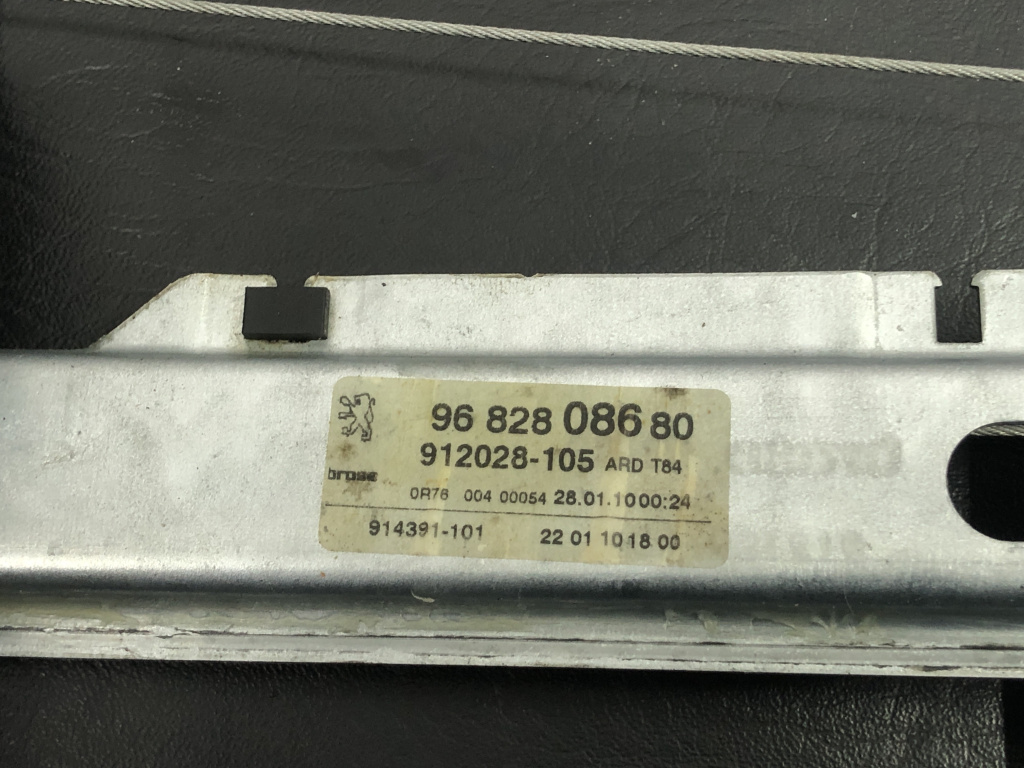 96 828 086 80
912028-105 ARD T84
brose
0R76 004 00054 28.01.10 00:24
914391-101 22 01 10 18 00